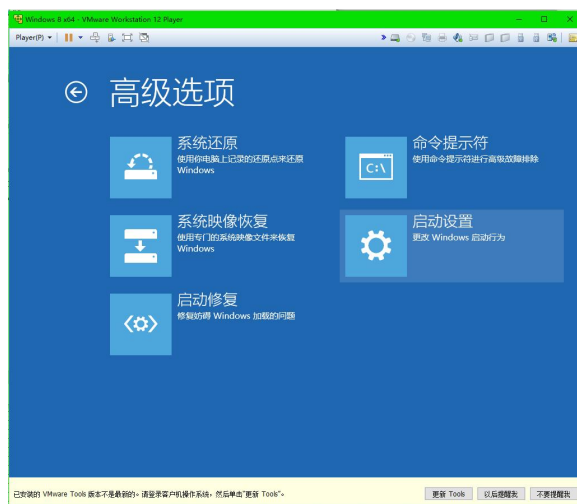 Windows 8 x64 - VMware Workstation 12 Player
Player(P)
高级选项
系统还原
使用你电脑上记录的还原点来还原
Windows
命令提示符
使用命令提示符进行高级故障排除
C:\
系统映像恢复
使用专门的系统映像文件来恢复
Windows
启动设置
更改 Windows 启动行为
启动修复
修复妨碍 Windows 加载的问题
已安装的 VMware Tools 版本不是最新的。请登录客户机操作系统，然后单击“更新 Tools”。
更新 Tools
以后提醒我
不要提醒我